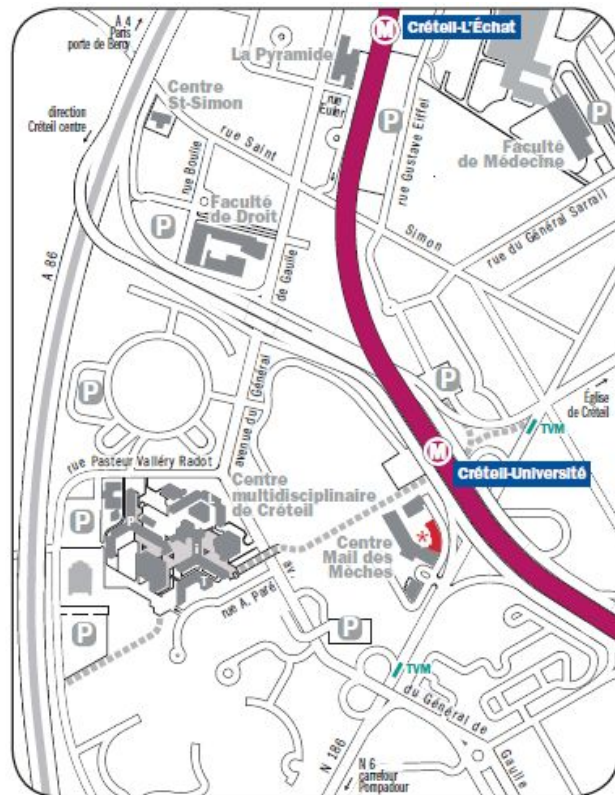 A 4
Paris
porte de Bercy
M
Créteil-L'Échat
La Pyramide
Centre
St-Simon
rue
Euler
P
rue Gustave Eiffel
Faculté
de Médecine
direction
Créteil centre
rue Saint
Simon
rue Boulle
rue du Général Sarrail
Faculté
de Droit
P
de Gaulle
A 86
P
P
avenue du Général
Église
de Créteil
TVM
M
Créteil-Université
rue Pasteur Valléry Radot
Centre
multidisciplinaire
de Créteil
P
P
*
Centre
Mail des
Mèches
av.
rue A. Paré
P
P
TVM
du Général de
Gaulle
N 186
N 6
carrefour
Pompadour